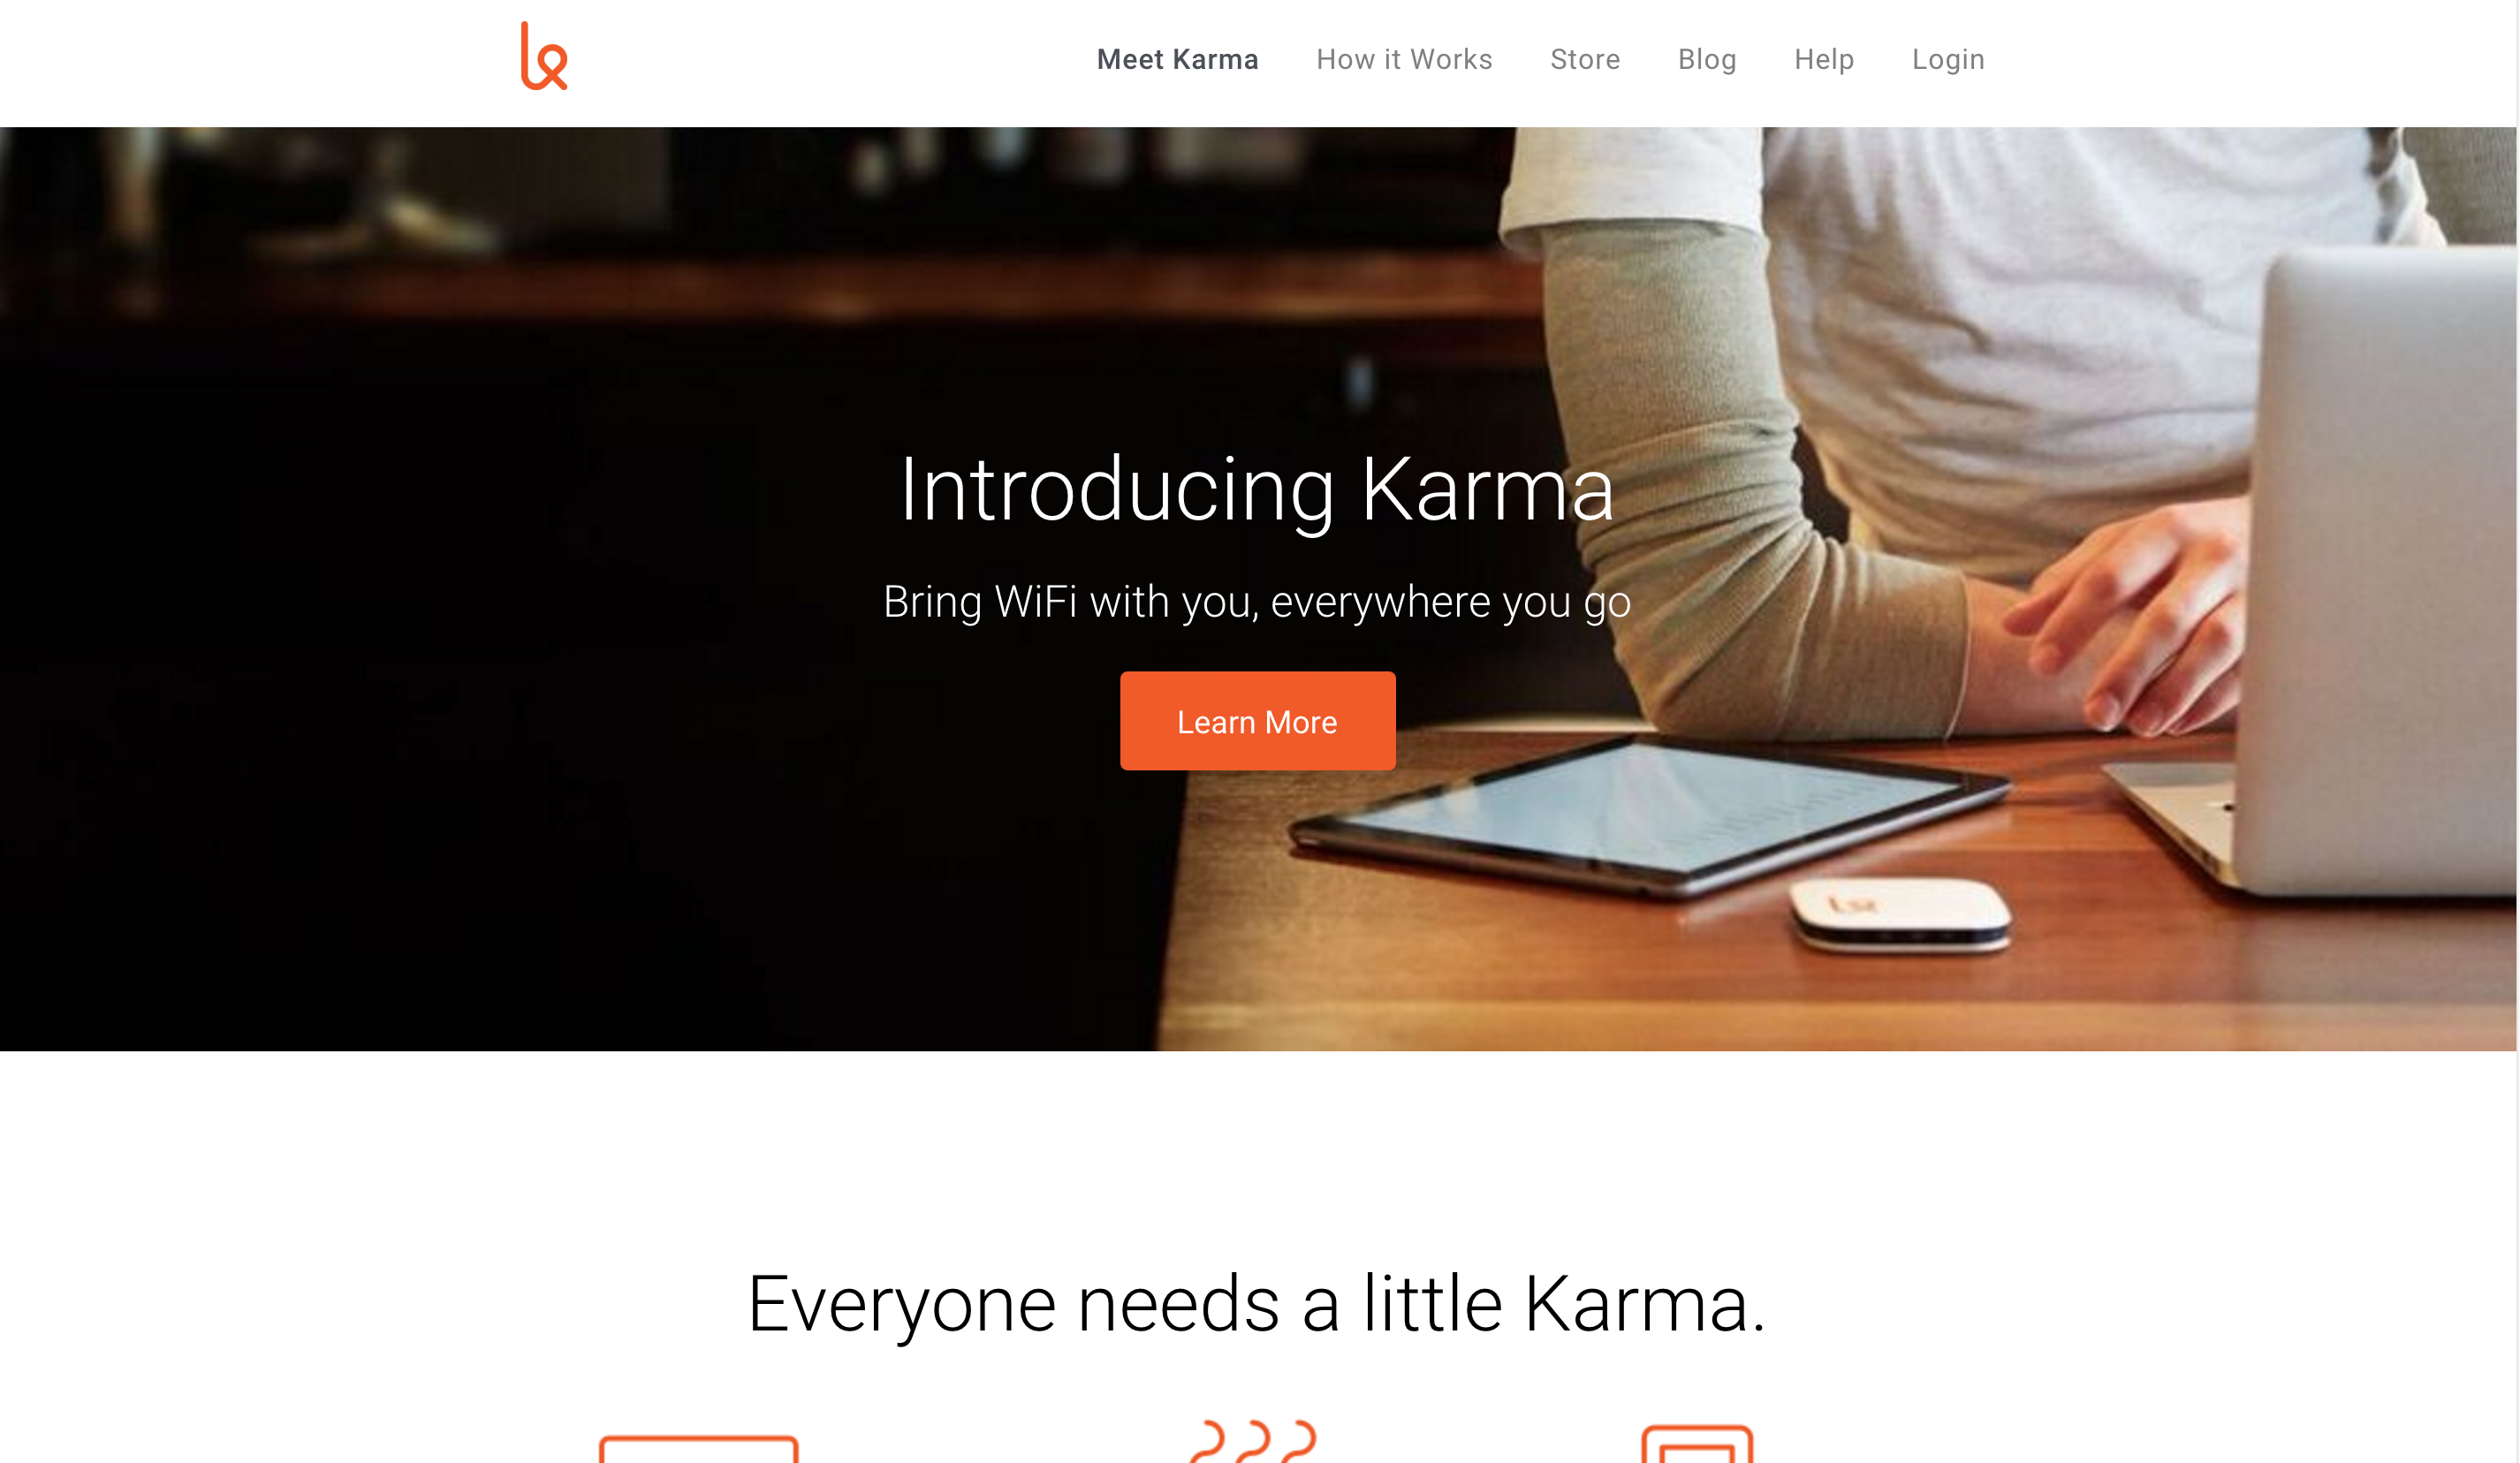 Meet Karma
How it Works
Store
Blog
Help
Login
Introducing Karma
Bring WiFi with you, everywhere you go
Learn More
Everyone needs a little Karma.